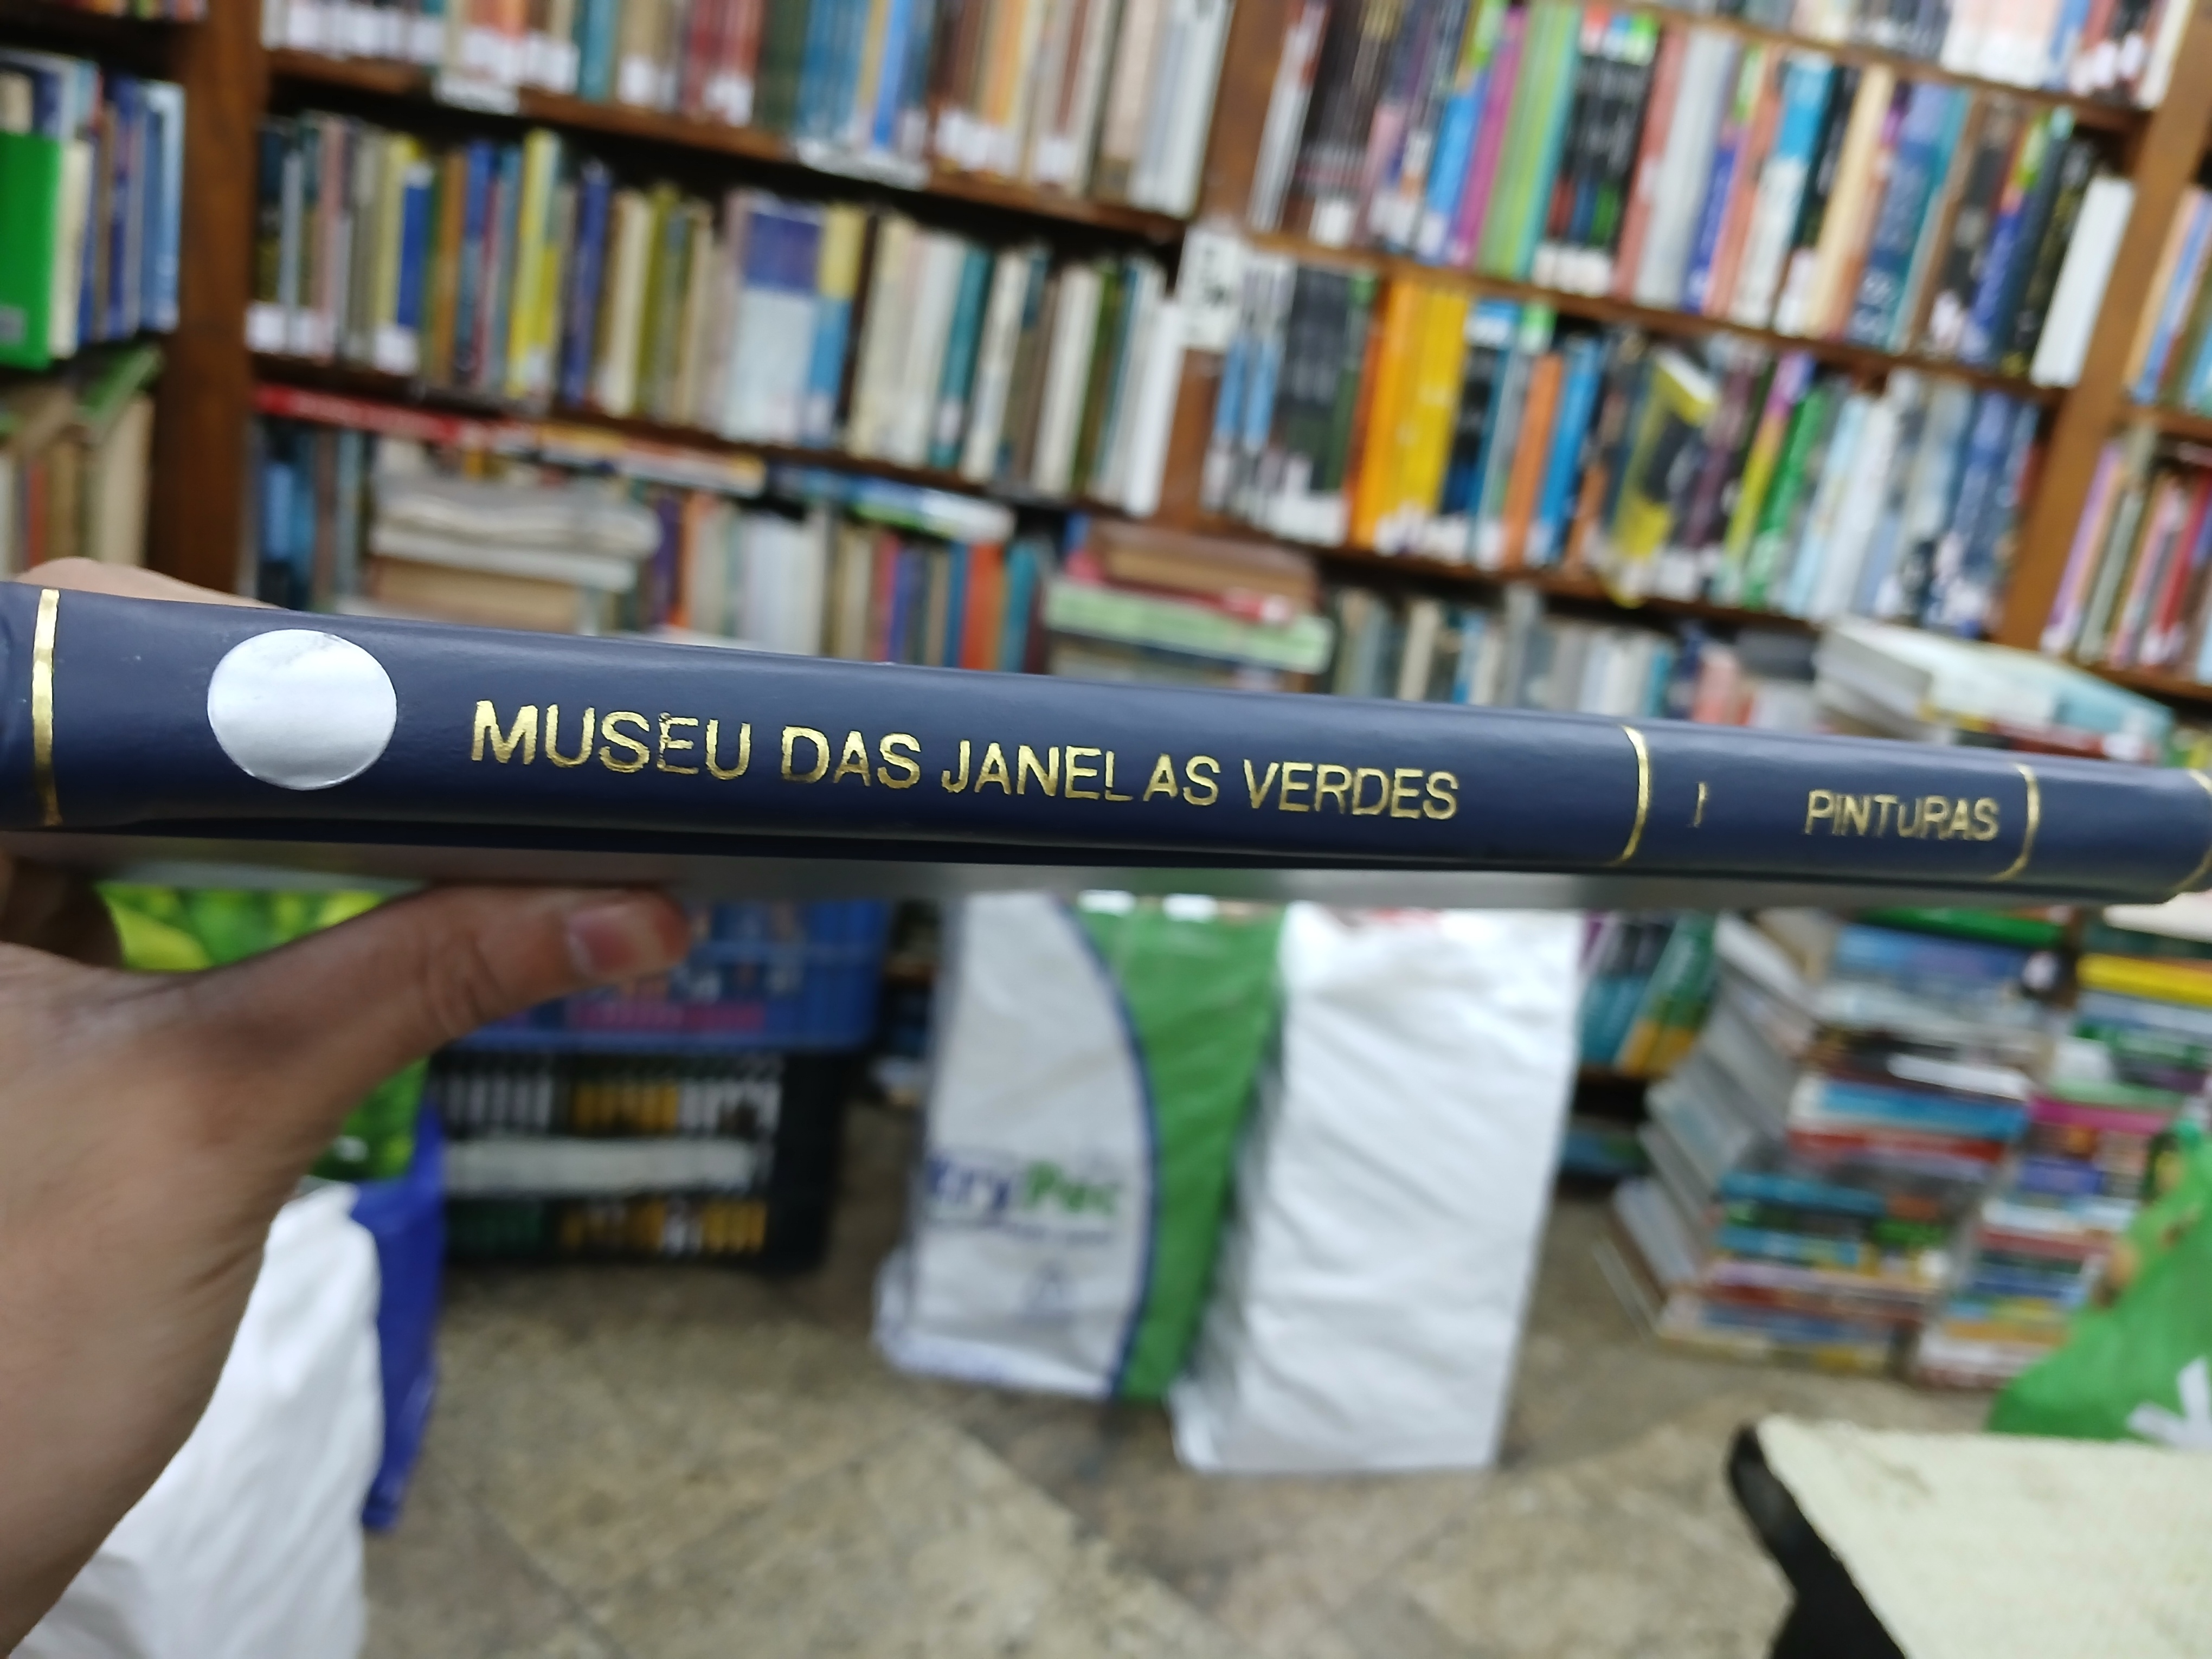 MUSEU DAS JANELAS VERDES
I
PINTURAS